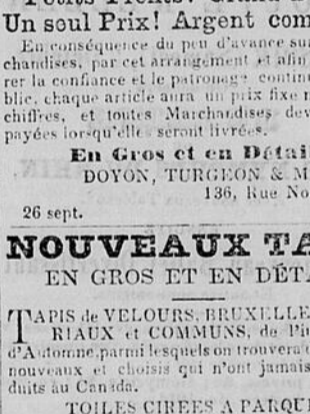 Petits Profits! Grand d
Un seul Prix! Argent com
En conséquence du peu d'avance sur
chandises, par cet arrangement et afin
rer la confiance et le patronage continu
blic, chaque article aura un prix fixe m
chiffres, et toutes Marchandises dev
payées lorsqu'elles seront livrées.
En Gros et en Détai
DOYON, TURGEON & M
136, Rue No
26 sept.
NOUVEAUX TA
EN GROS ET EN DÉTA
TAPIS de VELOURS, BRUXELLE
RIAUX et COMMUNS, de l'i
d'Automne, parmi lesquels on trouvera
nouveaux et choisis qui n'ont jamais
duits au Canada.
TOILES CIREES A PARQUE